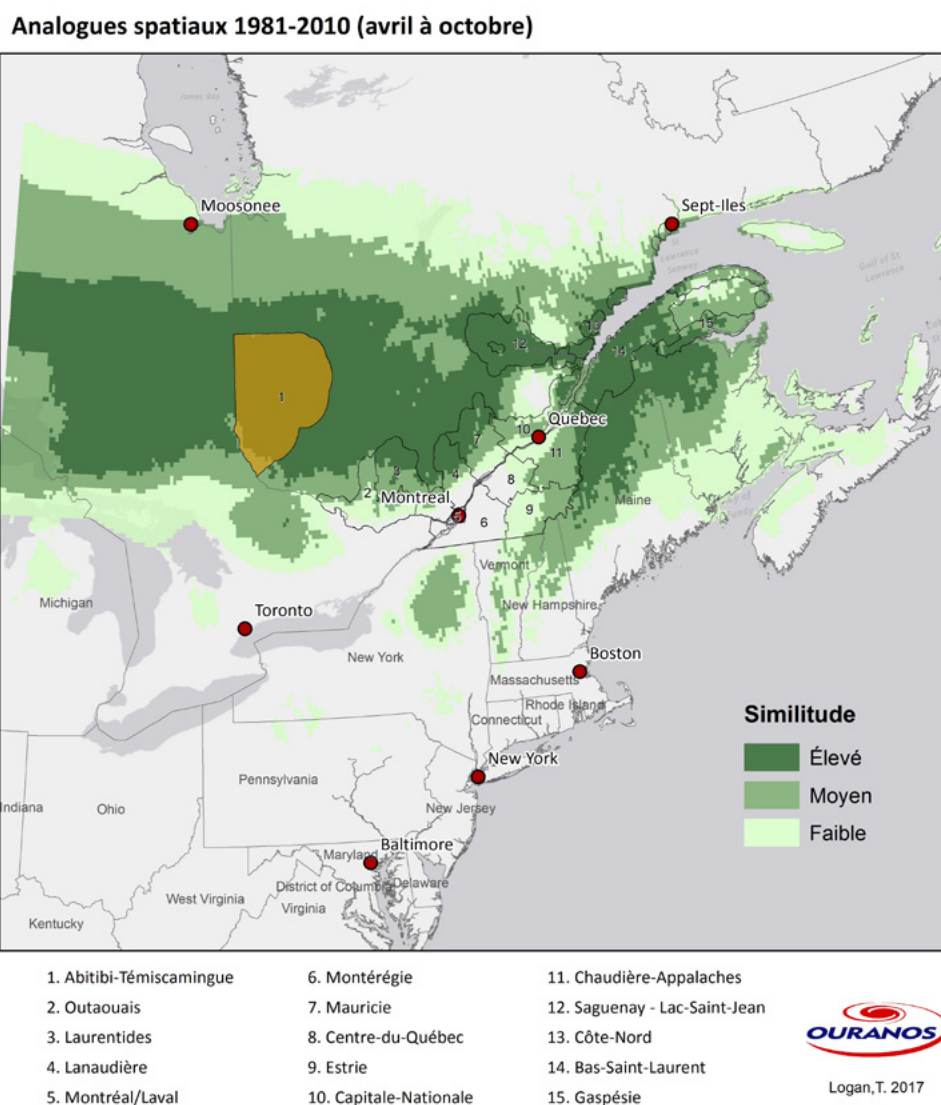 Analogues spatiaux 1981-2010 (avril à octobre)
James Bay
Moosonee
Sept-Iles
St
Lawrence
Seaway
Gulf of St.
Lawrence
13
12
15
14
1
Quebec
10
7
11
3
4
8
2
Montreal
9
5
6
Maine
Vermont
Michigan
New Hampshire
Toronto
New York
Boston
Massachusetts
Rhode Island
Connecticut
New York
Pennsylvania
Indiana
Ohio
New Jersey
Baltimore
Maryland
District of Columbia
Delaware
West Virginia
Virginia
Kentucky
Similitude
Élevé
Moyen
Faible
1. Abitibi-Témiscamingue
2. Outaouais
3. Laurentides
4. Lanaudière
5. Montréal/Laval
6. Montérégie
7. Mauricie
8. Centre-du-Québec
9. Estrie
10. Capitale-Nationale
11. Chaudière-Appalaches
12. Saguenay - Lac-Saint-Jean
13. Côte-Nord
14. Bas-Saint-Laurent
15. Gaspésie
OURANOS
Logan,T. 2017